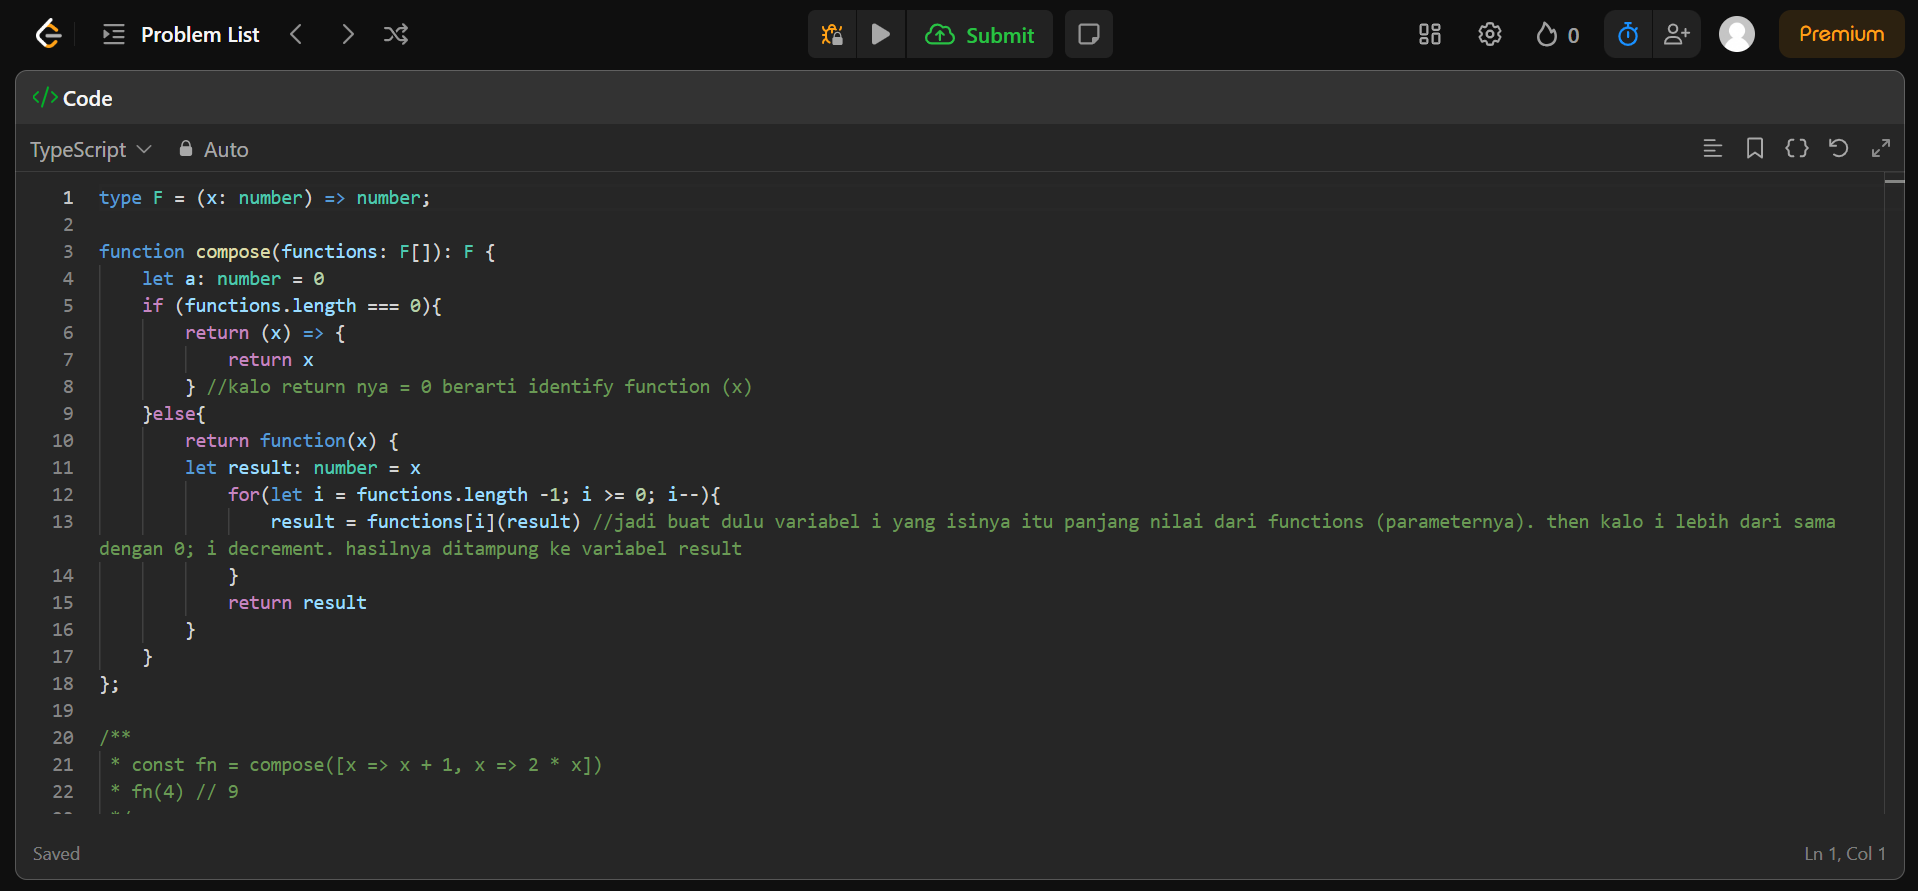 Problem List
Submit
0
Premium
</> Code
TypeScript Auto
1 type F = (x: number) => number;
2
3 function compose(functions: F[]): F {
4 let a: number = 0
5 if (functions.length === 0){
6 return (x) => {
7 return x
8 } //kalo return nya = 0 berarti identify function (x)
9 }else{
10 return function(x) {
11 let result: number = x
12 for(let i = functions.length -1; i >= 0; i--){
13 result = functions[i](result) //jadi buat dulu variabel i yang isinya itu panjang nilai dari functions (parameternya). then kalo i lebih dari sama
dengan 0; i decrement. hasilnya ditampung ke variabel result
14 }
15 return result
16 }
17 }
18 };
19
20 /**
21 * const fn = compose([x => x + 1, x => 2 * x])
22 * fn(4) // 9
Saved
Ln 1, Col 1